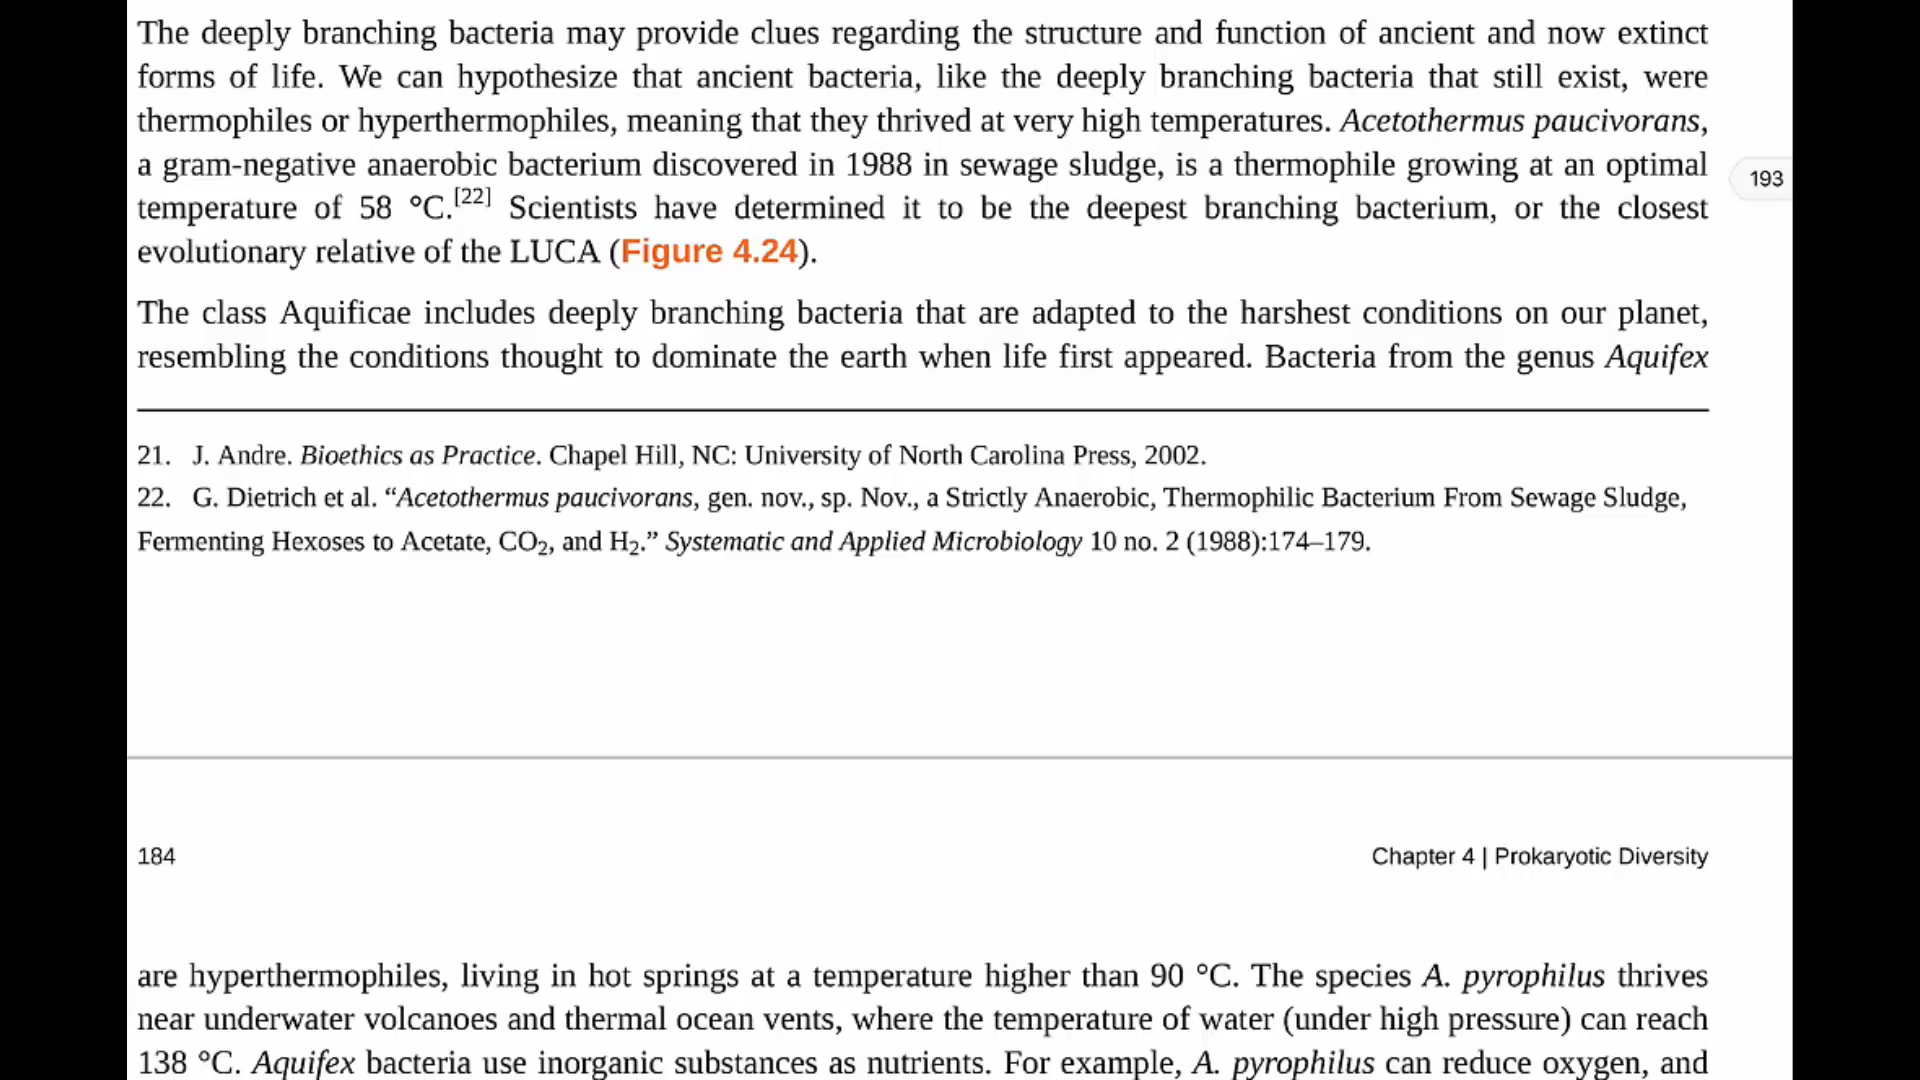 The deeply branching bacteria may provide clues regarding the structure and function of ancient and now extinct
forms of life. We can hypothesize that ancient bacteria, like the deeply branching bacteria that still exist, were
thermophiles or hyperthermophiles, meaning that they thrived at very high temperatures. Acetothermus paucivorans,
a gram-negative anaerobic bacterium discovered in 1988 in sewage sludge, is a thermophile growing at an optimal
temperature of 58 °C.[22] Scientists have determined it to be the deepest branching bacterium, or the closest
evolutionary relative of the LUCA (Figure 4.24).
193
The class Aquificae includes deeply branching bacteria that are adapted to the harshest conditions on our planet,
resembling the conditions thought to dominate the earth when life first appeared. Bacteria from the genus Aquifex
21. J. Andre. Bioethics as Practice. Chapel Hill, NC: University of North Carolina Press, 2002.
22. G. Dietrich et al. “Acetothermus paucivorans, gen. nov., sp. Nov., a Strictly Anaerobic, Thermophilic Bacterium From Sewage Sludge,
Fermenting Hexoses to Acetate, CO₂, and H₂.” Systematic and Applied Microbiology 10 no. 2 (1988):174–179.
184
Chapter 4 | Prokaryotic Diversity
are hyperthermophiles, living in hot springs at a temperature higher than 90 °C. The species A. pyrophilus thrives
near underwater volcanoes and thermal ocean vents, where the temperature of water (under high pressure) can reach
138 °C. Aquifex bacteria use inorganic substances as nutrients. For example, A. pyrophilus can reduce oxygen, and